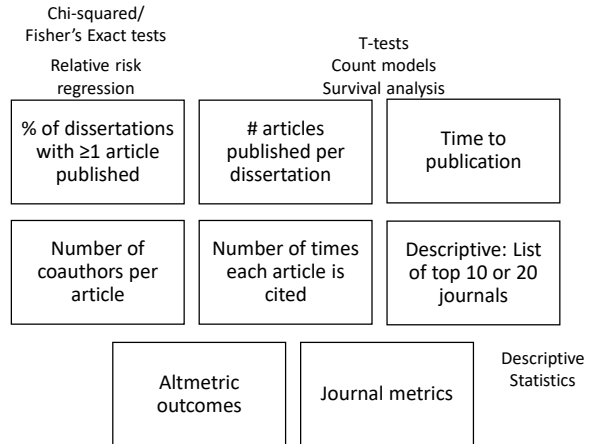 Chi-squared/
Fisher’s Exact tests
Relative risk
regression
T-tests
Count models
Survival analysis
% of dissertations
with ≥1 article
published
# articles
published per
dissertation
Time to
publication
Number of
coauthors per
article
Number of times
each article is
cited
Descriptive: List
of top 10 or 20
journals
Altmetric
outcomes
Journal metrics
Descriptive
Statistics